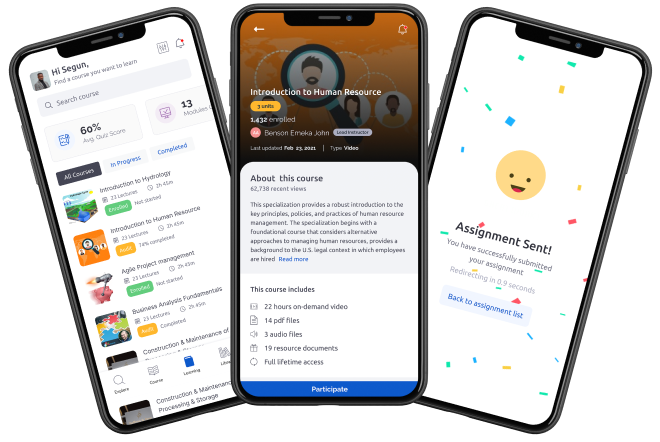 Hi Segun,
Find a course you want to learn
Search course
60%
Avg. Quiz Score
13
Modules
All Courses
In Progress
Completed
Introduction to Hydrology
23 Lectures
2h 45m
Enrolled
Not started
Introduction to Human Resource
23 Lectures
2h 45m
Audit
74% completed
Agile Project management
23 Lectures
2h 45m
Enrolled
Not started
Business Analysis Fundamentals
23 Lectures
2h 45m
Audit
Completed
Construction & Maintenance of
Explore
Course
Learning
Construction & Maintenance
Processing & Storage
Introduction to Human Resource
3 units
1,432 enrolled
Benson Emeka John
Lead Instructor
Last updated Feb 23, 2021
Type Video
About this course
62,738 recent views
This specialization provides a robust introduction to the
key principles, policies, and practices of human resource
management. The specialization begins with a
foundational course that considers alternative
approaches to managing human resources, provides a
background to the U.S. legal context in which employees
are hired Read more
This course includes
22 hours on-demand video
14 pdf files
3 audio files
19 resource documents
Full lifetime access
Participate
Assignment Sent!
You have successfully submitted
your assignment
Redirecting in 0.9 seconds
Back to assignment list